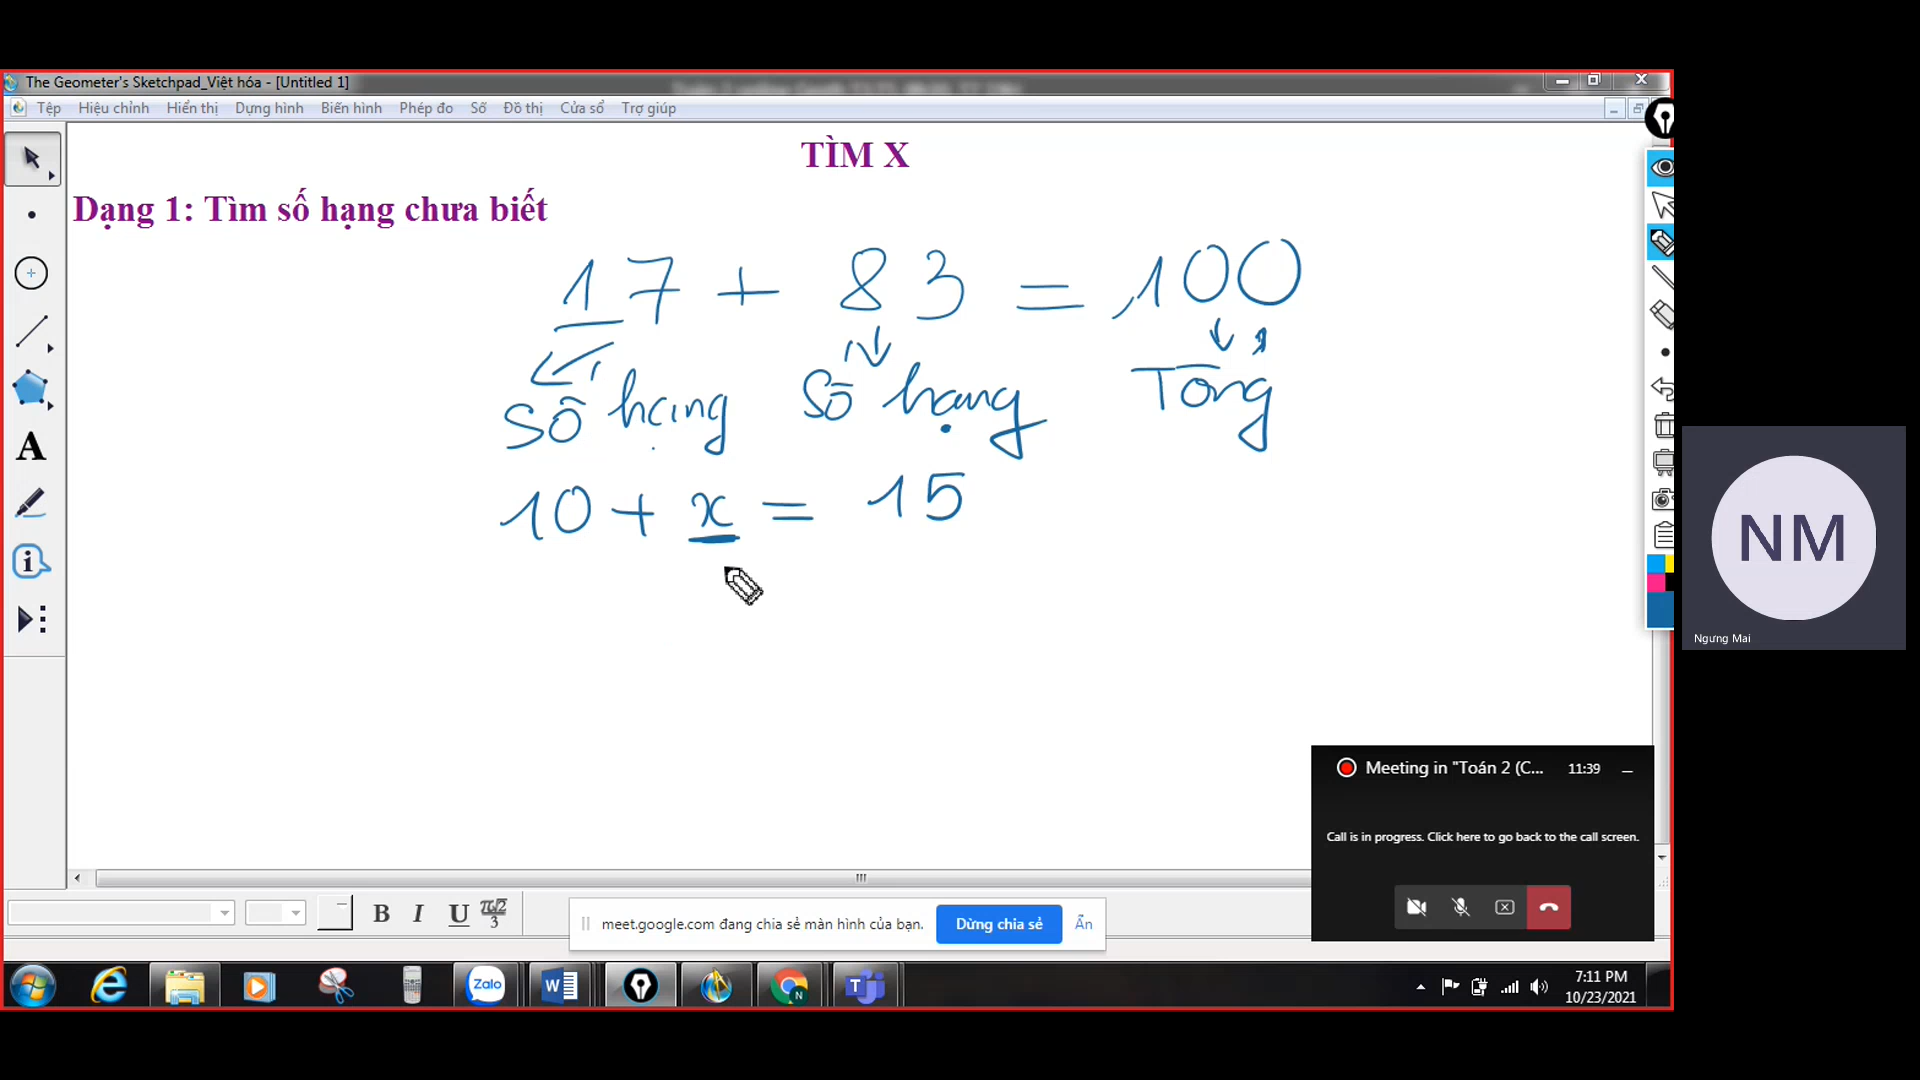 The Geometer's Sketchpad_Việt hóa - [Untitled 1]
Tệp Hiệu chỉnh Hiển thị Dựng hình Biến hình Phép đo Số Đồ thị Cửa sổ Trợ giúp
TÌM X
Dạng 1: Tìm số hạng chưa biết
17 + 83 = 100
Số hạng Số hạng Tổng
10 + x = 15
NM
Ngưng Mai
Meeting in "Toán 2 (C... 11:39
Call is in progress. Click here to go back to the call screen.
B I U
meet.google.com đang chia sẻ màn hình của bạn. Dừng chia sẻ Ẩn
Zalo
7:11 PM
10/23/2021